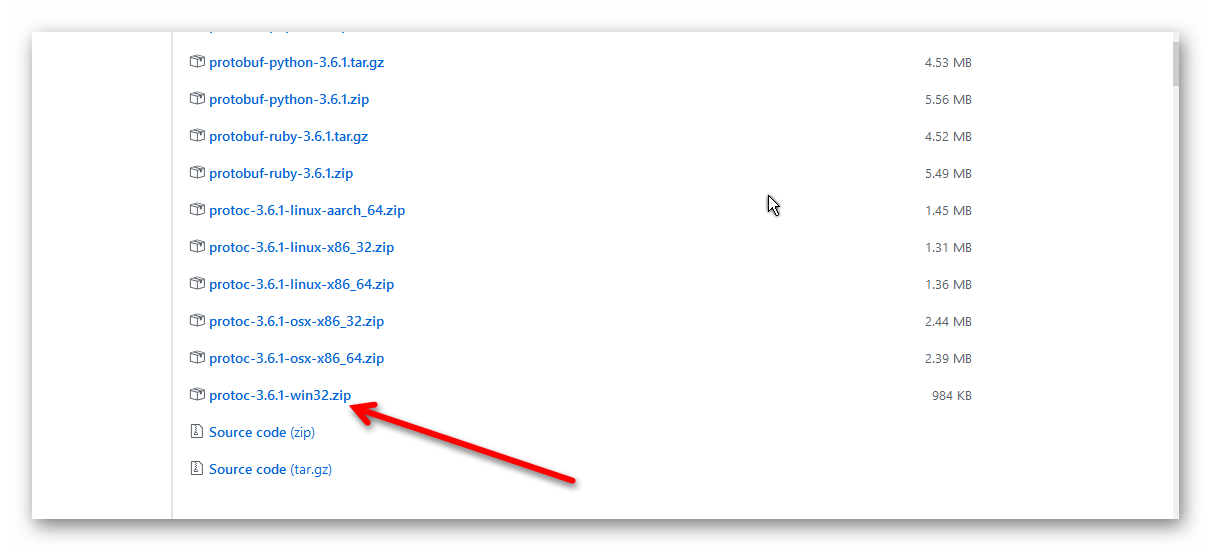 protobuf-python-3.6.1.tar.gz 4.53 MB
protobuf-python-3.6.1.zip 5.56 MB
protobuf-ruby-3.6.1.tar.gz 4.52 MB
protobuf-ruby-3.6.1.zip 5.49 MB
protoc-3.6.1-linux-aarch_64.zip 1.45 MB
protoc-3.6.1-linux-x86_32.zip 1.31 MB
protoc-3.6.1-linux-x86_64.zip 1.36 MB
protoc-3.6.1-osx-x86_32.zip 2.44 MB
protoc-3.6.1-osx-x86_64.zip 2.39 MB
protoc-3.6.1-win32.zip 984 KB
Source code (zip)
Source code (tar.gz)